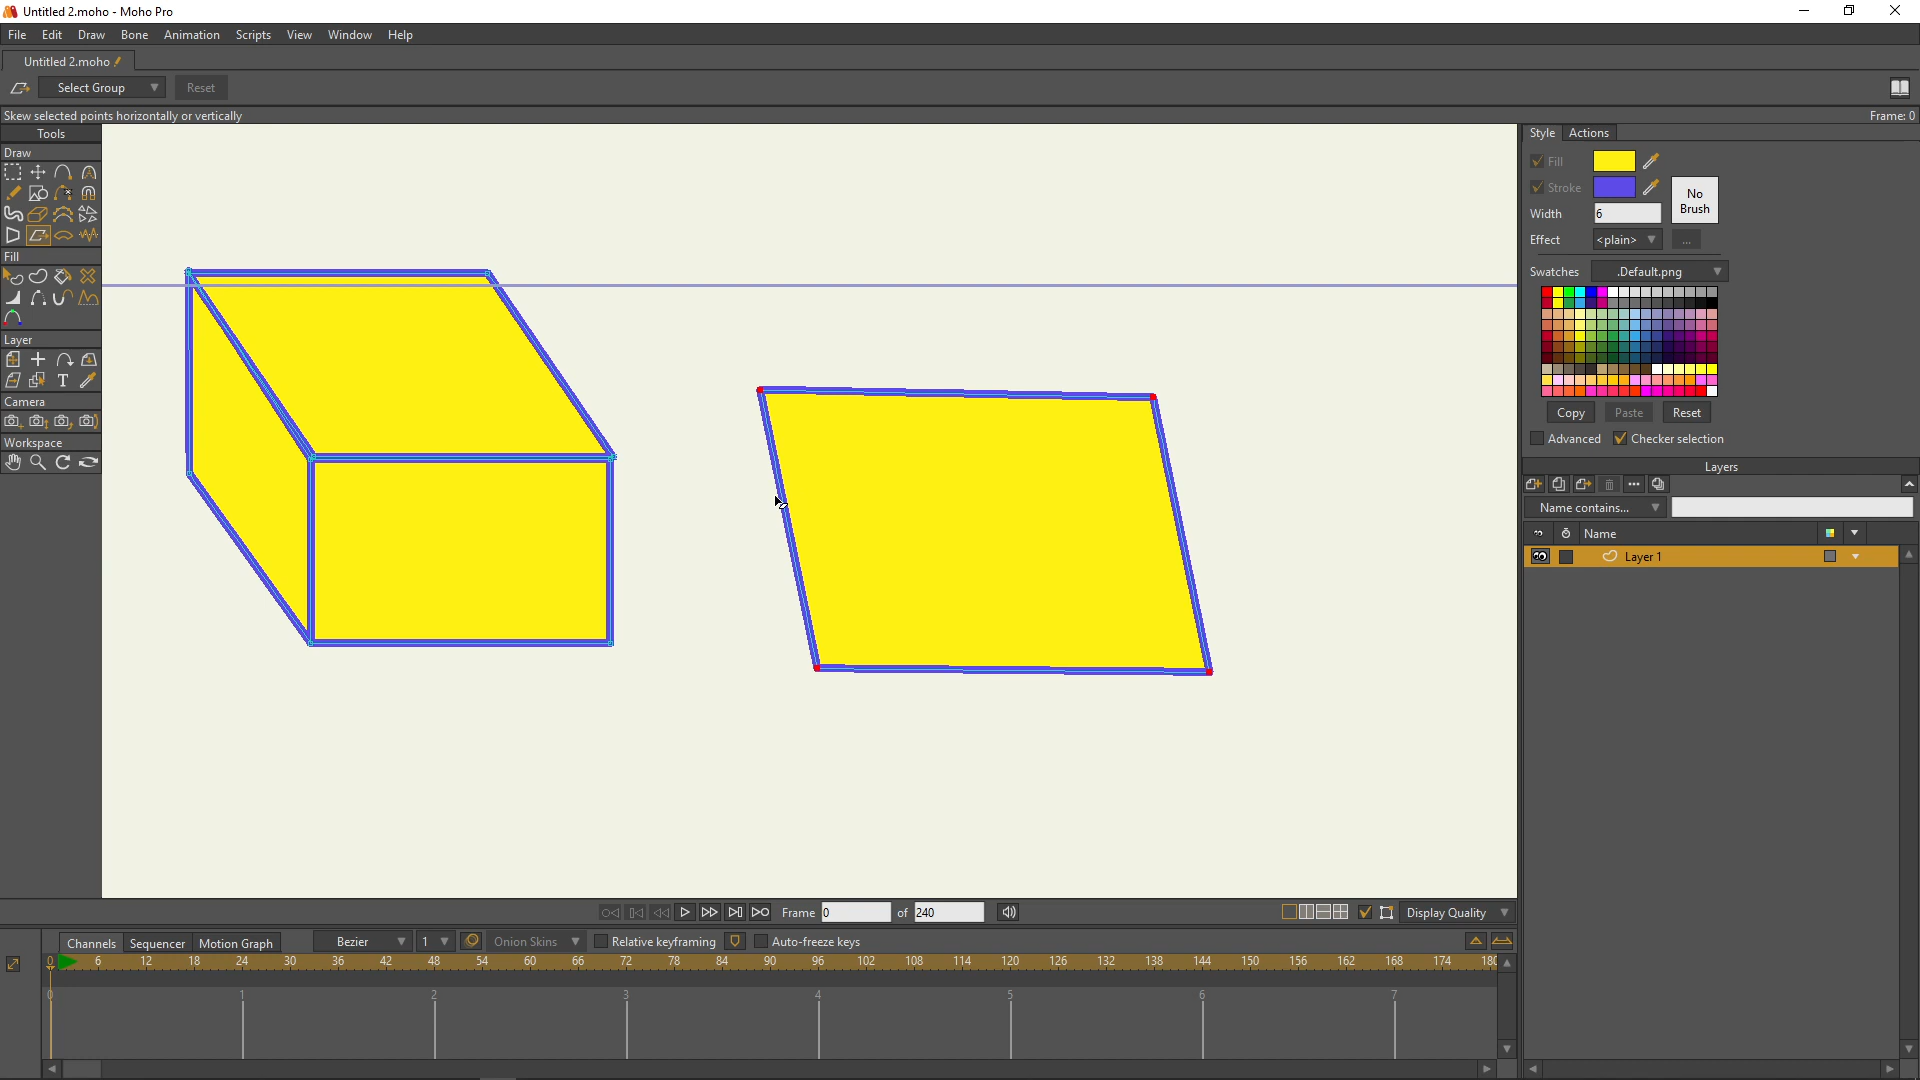 Untitled 2.moho - Moho Pro
File Edit Draw Bone Animation Scripts View Window Help
Untitled 2.moho
Select Group Reset
Skew selected points horizontally or vertically Frame: 0
Tools
Draw
Fill
Layer
Camera
Workspace
Style Actions
Fill
Stroke
No
Brush
Width 6
Effect <plain> ...
Swatches .Default.png
Copy Paste Reset
Advanced Checker selection
Layers
Name contains...
Name
Layer 1
Frame 0 of 240 Display Quality
Channels Sequencer Motion Graph Bezier 1 Onion Skins Relative keyframing Auto-freeze keys
0 6 12 18 24 30 36 42 48 54 60 66 72 78 84 90 96 102 108 114 120 126 132 138 144 150 156 162 168 174 180
0 1 2 3 4 5 6 7